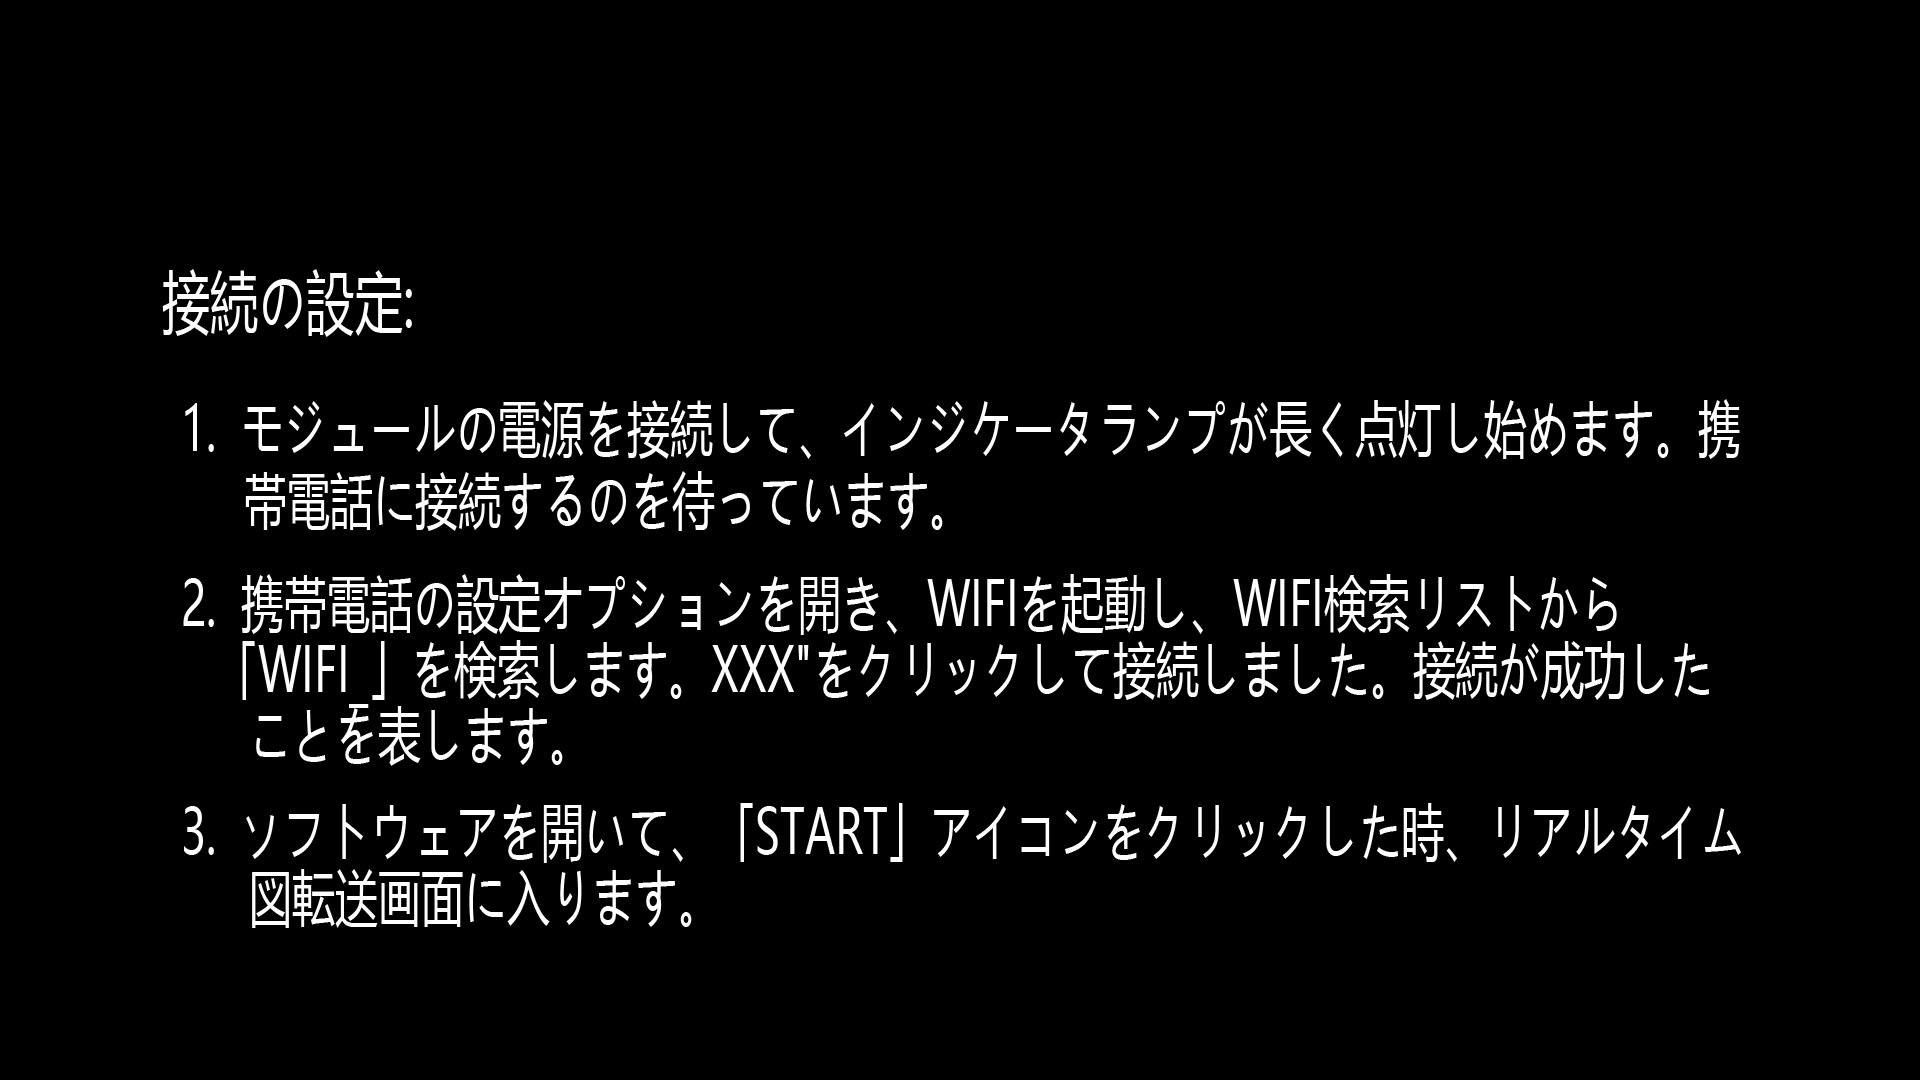 接続の設定:
1. モジュールの電源を接続して、インジケータランプが長く点灯し始めます。携
帯電話に接続するのを待っています。
2. 携帯電話の設定オプションを開き、WIFIを起動し、WIFI検索リストから
「WIFI_」を検索します。XXX"をクリックして接続しました。接続が成功した
ことを表します。
3. ソフトウェアを開いて、「START」アイコンをクリックした時、リアルタイム
図転送画面に入ります。